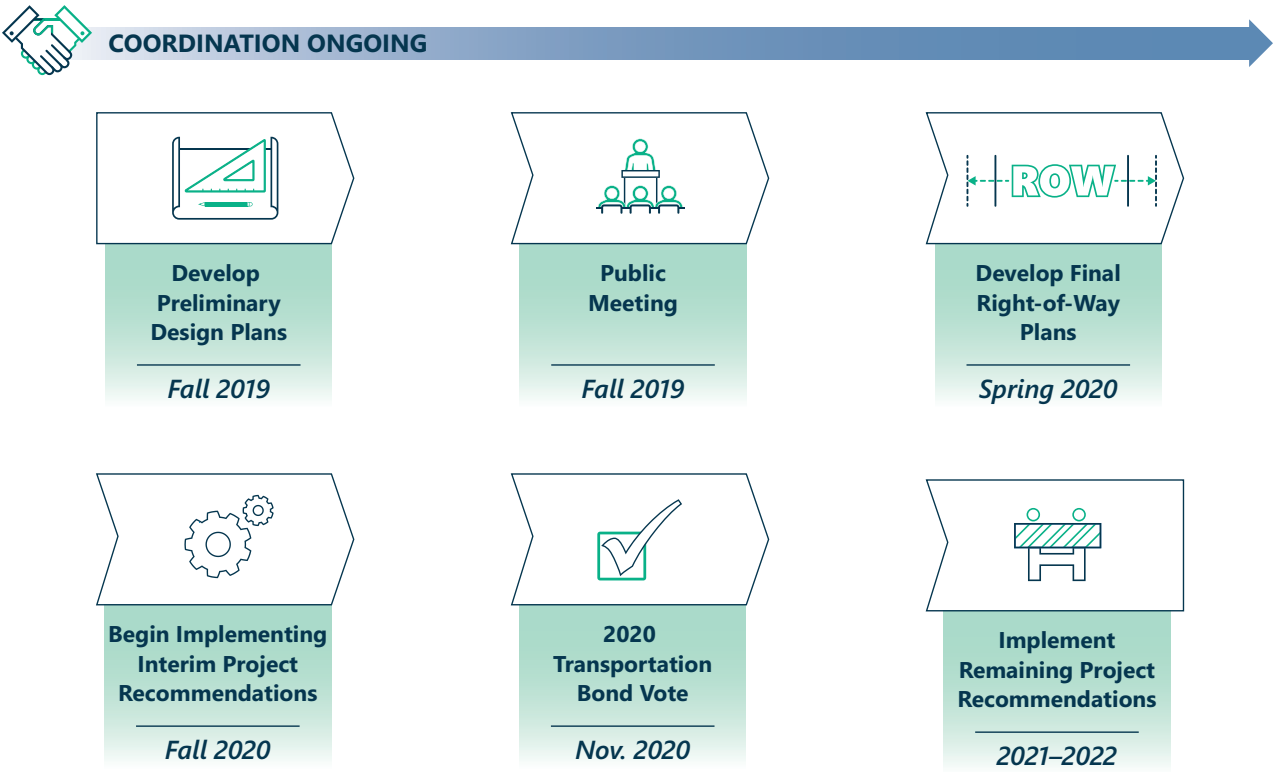 COORDINATION ONGOING
Develop
Preliminary
Design Plans
Fall 2019
Public
Meeting
Fall 2019
ROW
Develop Final
Right-of-Way
Plans
Spring 2020
Begin Implementing
Interim Project
Recommendations
Fall 2020
2020
Transportation
Bond Vote
Nov. 2020
Implement
Remaining Project
Recommendations
2021–2022